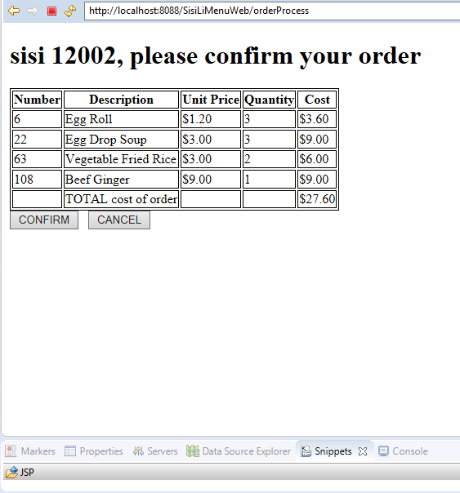 http://localhost:8088/SisiLiMenuWeb/orderProcess
sisi 12002, please confirm your order
Number Description Unit Price Quantity Cost
6 Egg Roll $1.20 3 $3.60
22 Egg Drop Soup $3.00 3 $9.00
63 Vegetable Fried Rice $3.00 2 $6.00
108 Beef Ginger $9.00 1 $9.00
TOTAL cost of order $27.60
CONFIRM CANCEL
Markers Properties Servers Data Source Explorer Snippets Console
JSP